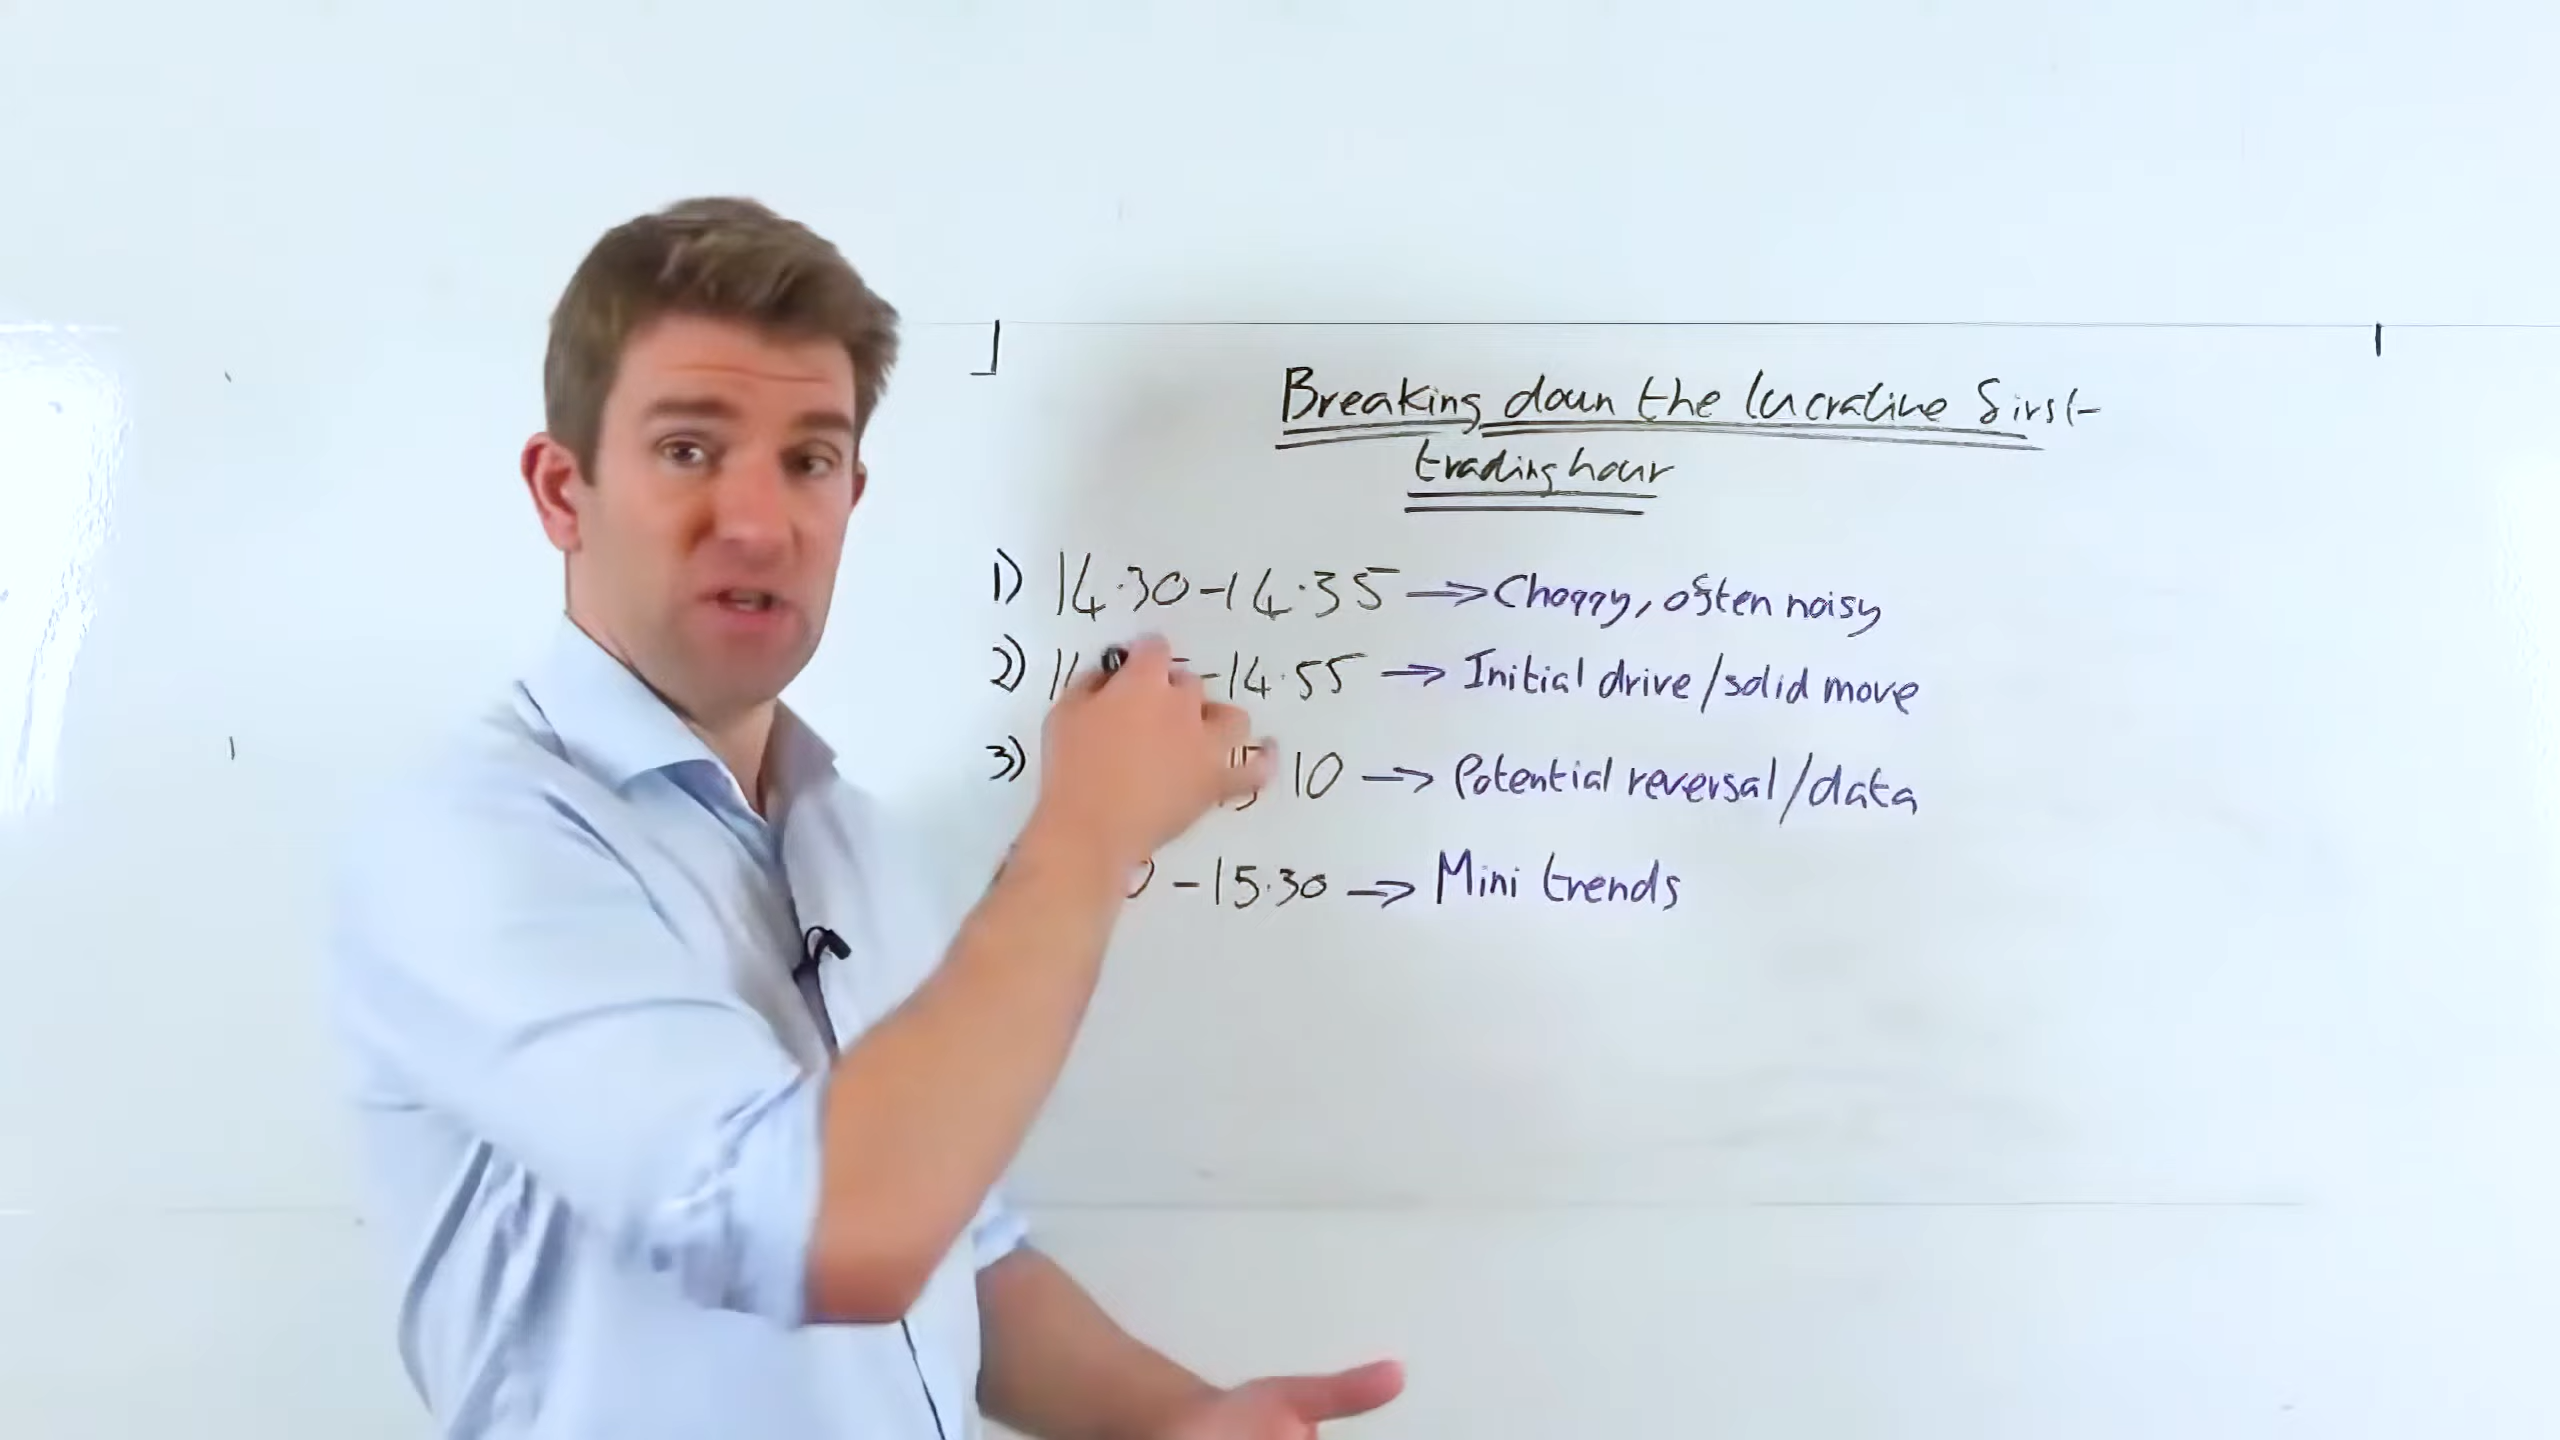 Breaking down the lucrative first
trading hour
1) 14.30-14.35 → Choppy, often noisy
2) -14.55 → Initial drive/solid move
3) 10 → Potential reversal/data
-15.30 → Mini trends